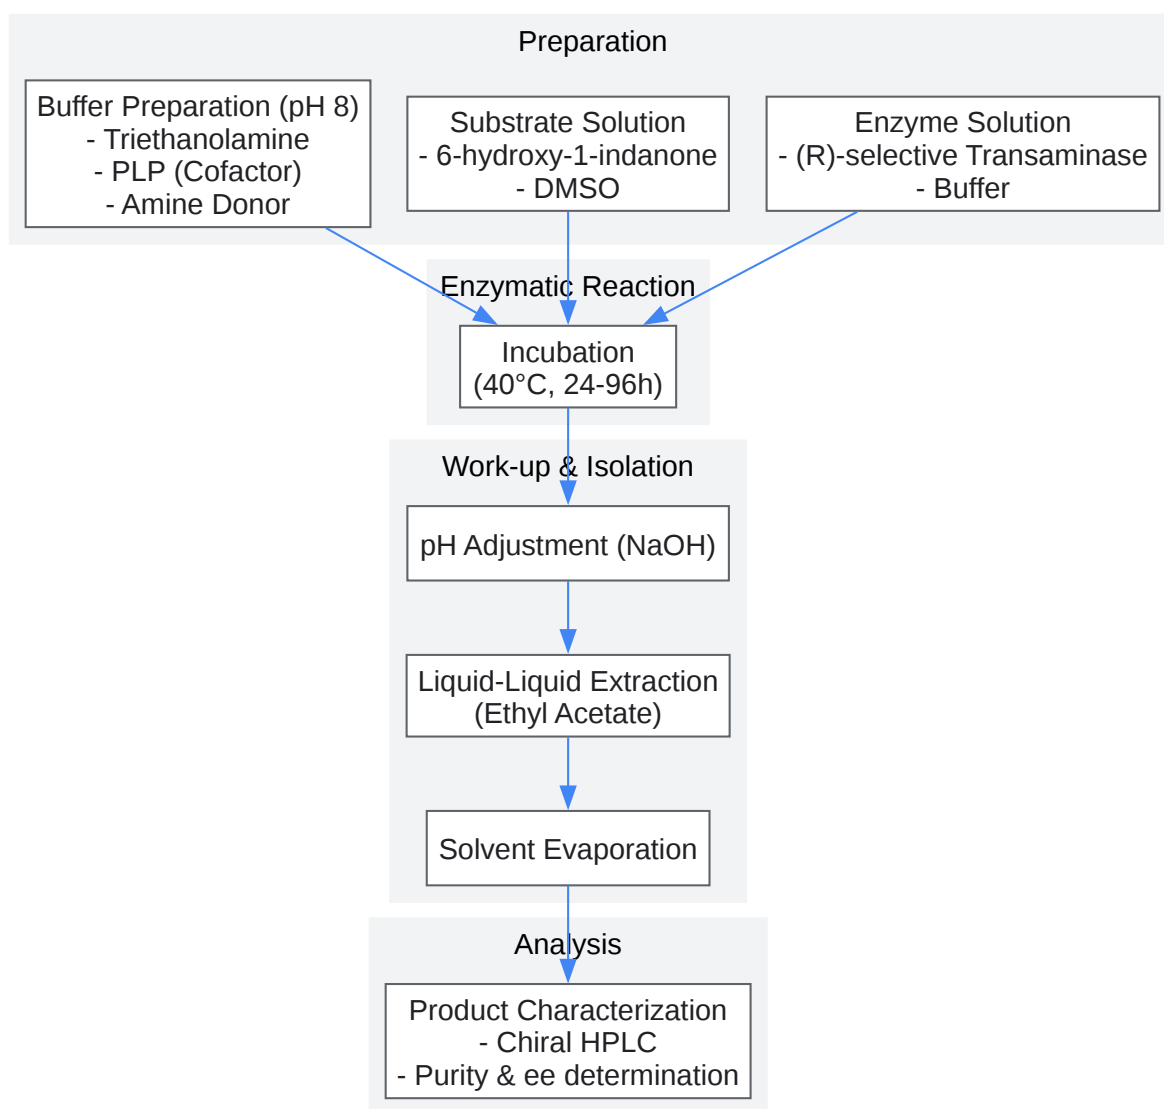 Preparation
Buffer Preparation (pH 8)
- Triethanolamine
- PLP (Cofactor)
- Amine Donor
Substrate Solution
- 6-hydroxy-1-indanone
- DMSO
Enzyme Solution
- (R)-selective Transaminase
- Buffer
Enzymatic Reaction
Incubation
(40°C, 24-96h)
Work-up & Isolation
pH Adjustment (NaOH)
Liquid-Liquid Extraction
(Ethyl Acetate)
Solvent Evaporation
Analysis
Product Characterization
- Chiral HPLC
- Purity & ee determination